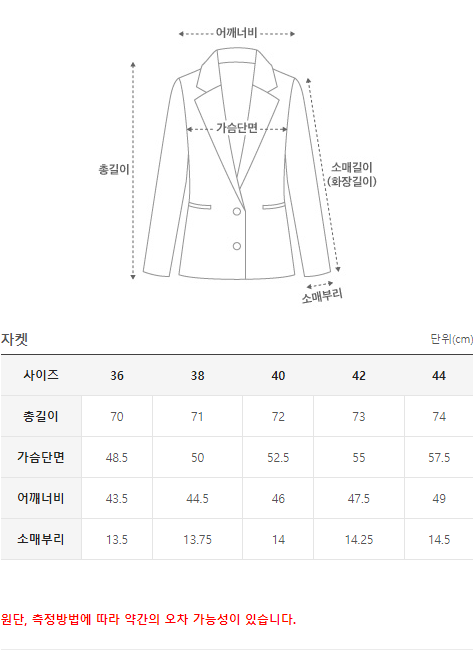 어깨너비
가슴단면
총길이
소매길이
(화장길이)
소매부리
자켓 단위(cm)
사이즈 36 38 40 42 44
총길이 70 71 72 73 74
가슴단면 48.5 50 52.5 55 57.5
어깨너비 43.5 44.5 46 47.5 49
소매부리 13.5 13.75 14 14.25 14.5
원단, 측정방법에 따라 약간의 오차 가능성이 있습니다.